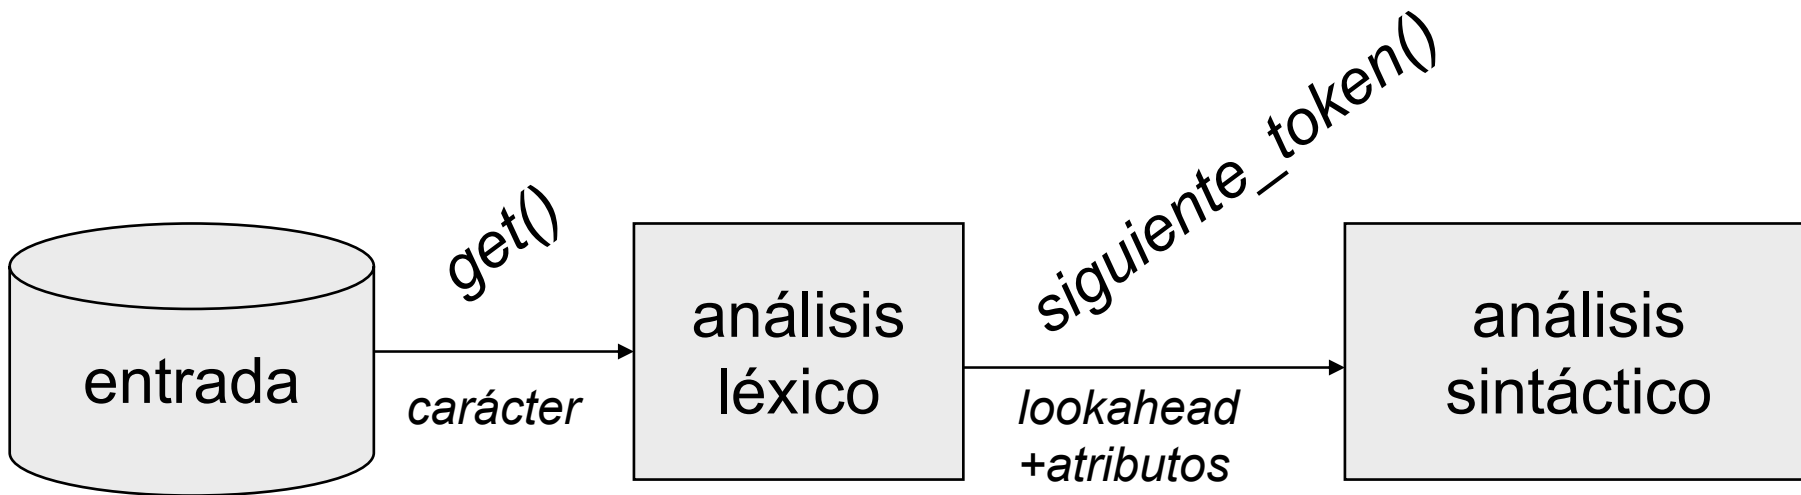 entrada
get()
carácter
análisis
léxico
siguiente_token()
lookahead
+atributos
análisis
sintáctico